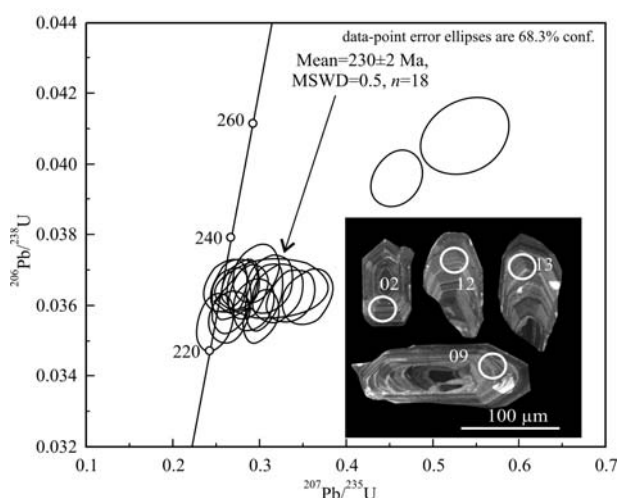 0.044
data-point error ellipses are 68.3% conf.
Mean=230±2 Ma,
MSWD=0.5, n=18
0.042
260
0.040
240
0.038
0.036
220
0.034
0.032
206Pb/238U
02
12
13
09
100 μm
0.1 0.2 0.3 0.4 0.5 0.6 0.7
207Pb/235U